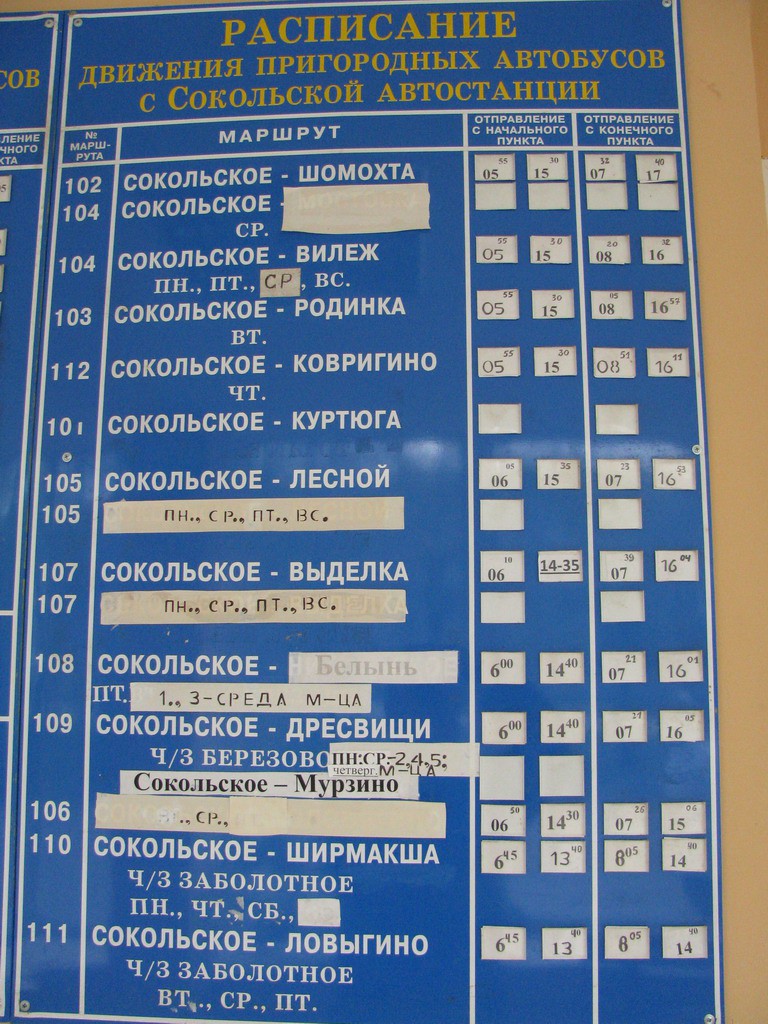 РАСПИСАНИЕ
ДВИЖЕНИЯ ПРИГОРОДНЫХ АВТОБУСОВ
С СОКОЛЬСКОЙ АВТОСТАНЦИИ
СОВ
ЛЕНИЕ
ЧНОГО
КТА
№ МАРШ-РУТА МАРШРУТ ОТПРАВЛЕНИЕ С НАЧАЛЬНОГО ПУНКТА ОТПРАВЛЕНИЕ С КОНЕЧНОГО ПУНКТА
102 СОКОЛЬСКОЕ - ШОМОХТА 05 55 15 30 07 32 17 40
104 СОКОЛЬСКОЕ -
СР.
104 СОКОЛЬСКОЕ - ВИЛЕЖ 05 55 15 30 08 20 16 32
ПН., ПТ., СР, ВС.
103 СОКОЛЬСКОЕ - РОДИНКА 05 55 15 30 08 15 16 57
ВТ.
112 СОКОЛЬСКОЕ - КОВРИГИНО 05 55 15 30 08 51 16 11
ЧТ.
101 СОКОЛЬСКОЕ - КУРТЮГА
105 СОКОЛЬСКОЕ - ЛЕСНОЙ 06 05 15 35 07 23 16 53
105 ПН., СР., ПТ., ВС.
107 СОКОЛЬСКОЕ - ВЫДЕЛКА 06 10 14-35 07 39 16 04
107 ПН., СР., ПТ., ВС.
108 СОКОЛЬСКОЕ - Белынь 6 00 14 40 07 21 16 01
ПТ. 1., 3-СРЕДА М-ЦА
109 СОКОЛЬСКОЕ - ДРЕСВИЩИ 6 00 14 40 07 21 16 05
Ч/З БЕРЕЗОВО ПН:СР-2,4,5;
четверг. М-ЦА
Сокольское – Мурзино
106 СР., 06 50 14 30 07 26 15 06
110 СОКОЛЬСКОЕ - ШИРМАКША 6 45 13 40 8 05 14 40
Ч/З ЗАБОЛОТНОЕ
ПН., ЧТ., СБ.,
111 СОКОЛЬСКОЕ - ЛОВЫГИНО 6 45 13 40 8 05 14 40
Ч/З ЗАБОЛОТНОЕ
ВТ., СР., ПТ.